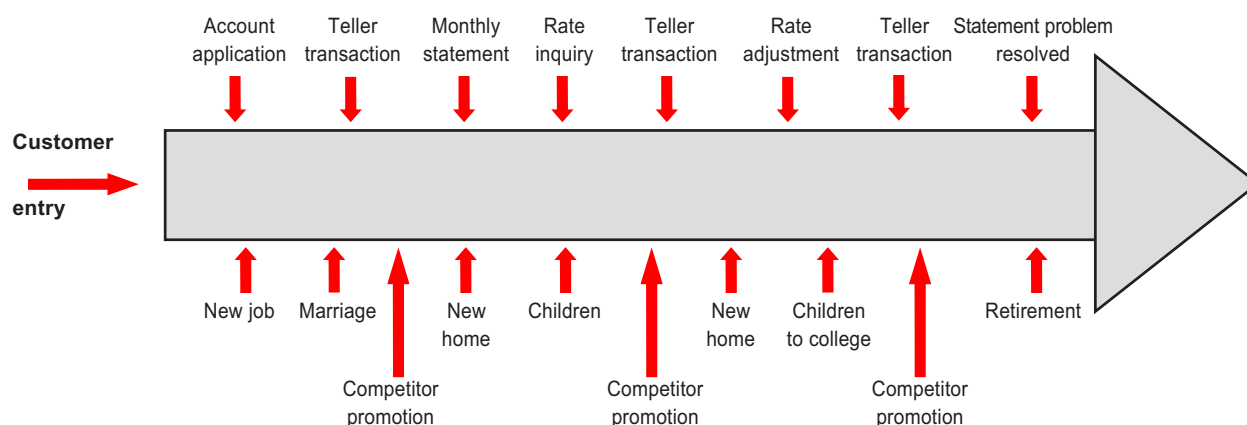 Account
application
Teller
transaction
Monthly
statement
Rate
inquiry
Teller
transaction
Rate
adjustment
Teller
transaction
Statement problem
resolved
Customer
entry
New job
Marriage
New
home
Children
New
home
Children
to college
Retirement
Competitor
promotion
Competitor
promotion
Competitor
promotion